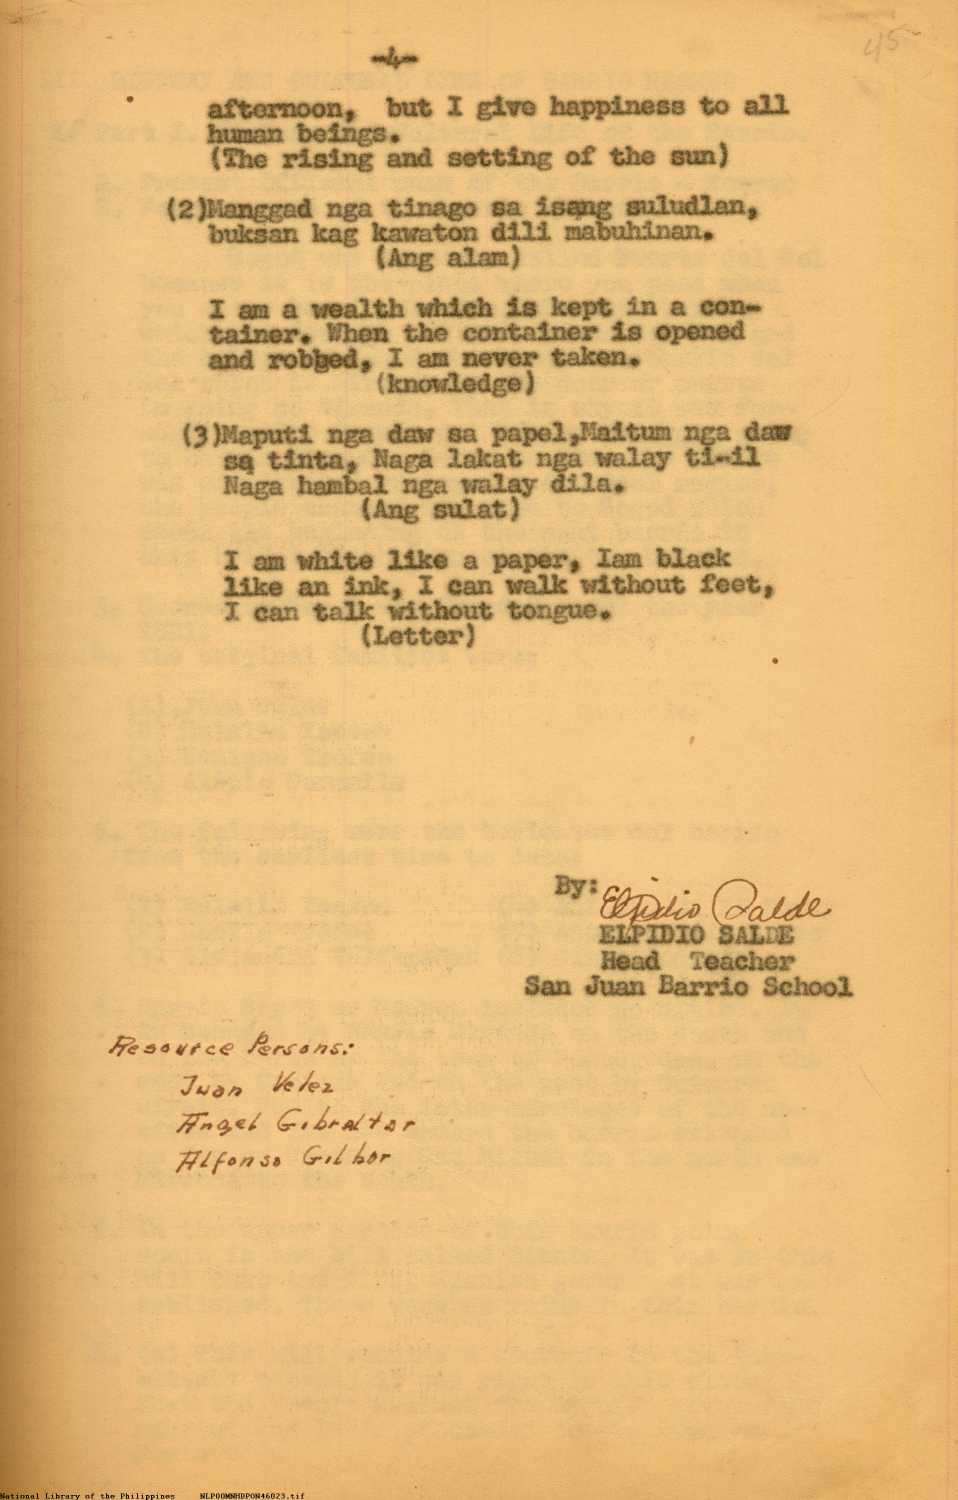 -4-
45
afternoon, but I give happiness to all
human beings.
(The rising and setting of the sun)
(2)Manggad nga tinago sa isang suludlan,
buksan kag kawaton dili mabuhinan.
(Ang alam)
I am a wealth which is kept in a con-
tainer. When the container is opened
and robbed, I am never taken.
(knowledge)
(3)Maputi nga daw sa papel,Maitum nga daw
sa tinta, Naga lakat nga walay ti-il
Naga hambal nga walay dila.
(Ang sulat)
I am white like a paper, Iam black
like an ink, I can walk without feet,
I can talk without tongue.
(Letter)
By:
Elpidio Salde
ELPIDIO SALDE
Head Teacher
San Juan Barrio School
Resource Persons:
Juan Velez
Angel Gibraltar
Alfonso Gilbor
National Library of the Philippines NLPOOMNHDPON46023.tif